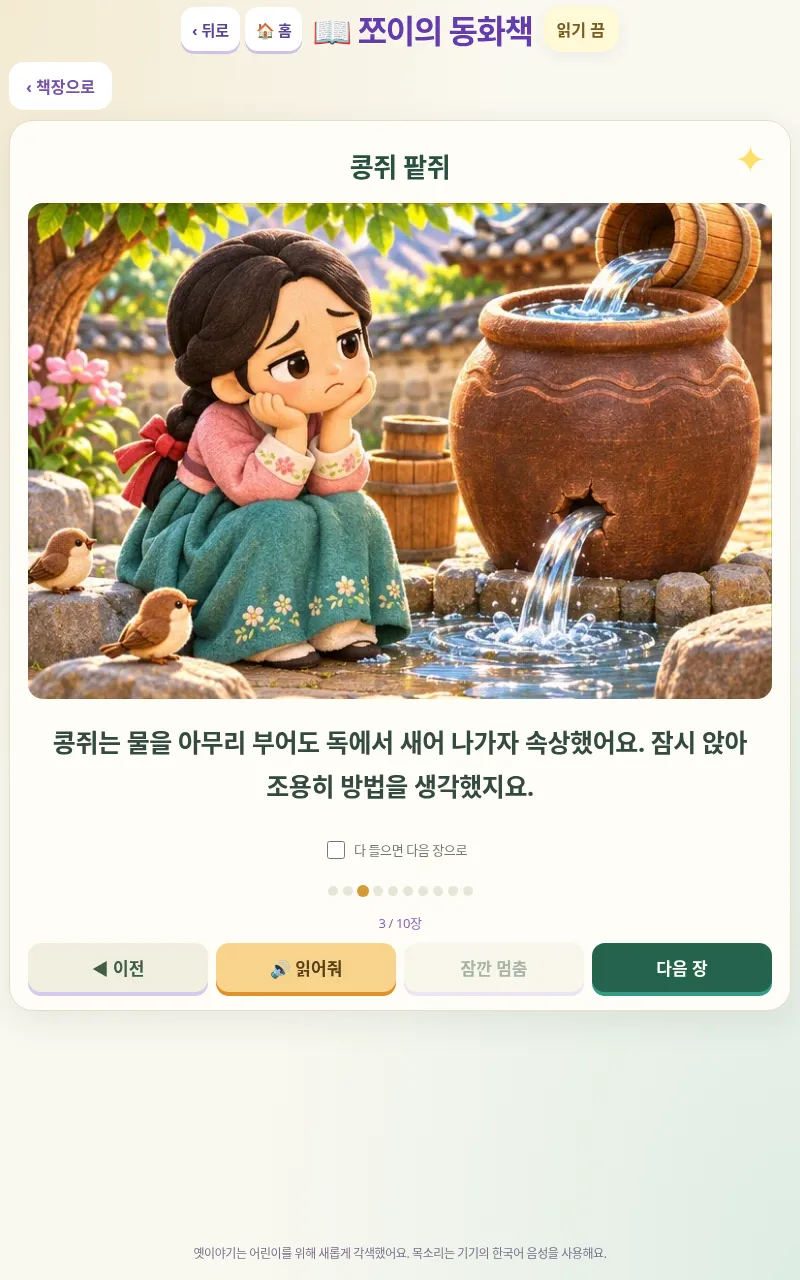 ‹ 뒤로
🏠 홈
📖 쪼이의 동화책
읽기 끝
‹ 책장으로
콩쥐 팥쥐
콩쥐는 물을 아무리 부어도 독에서 새어 나가자 속상했어요. 잠시 앉아
조용히 방법을 생각했지요.
다 들으면 다음 장으로
3 / 10장
◀ 이전
🔊 읽어줘
잠깐 멈춤
다음 장
옛이야기는 어린이를 위해 새롭게 각색했어요. 목소리는 기기의 한국어 음성을 사용해요.